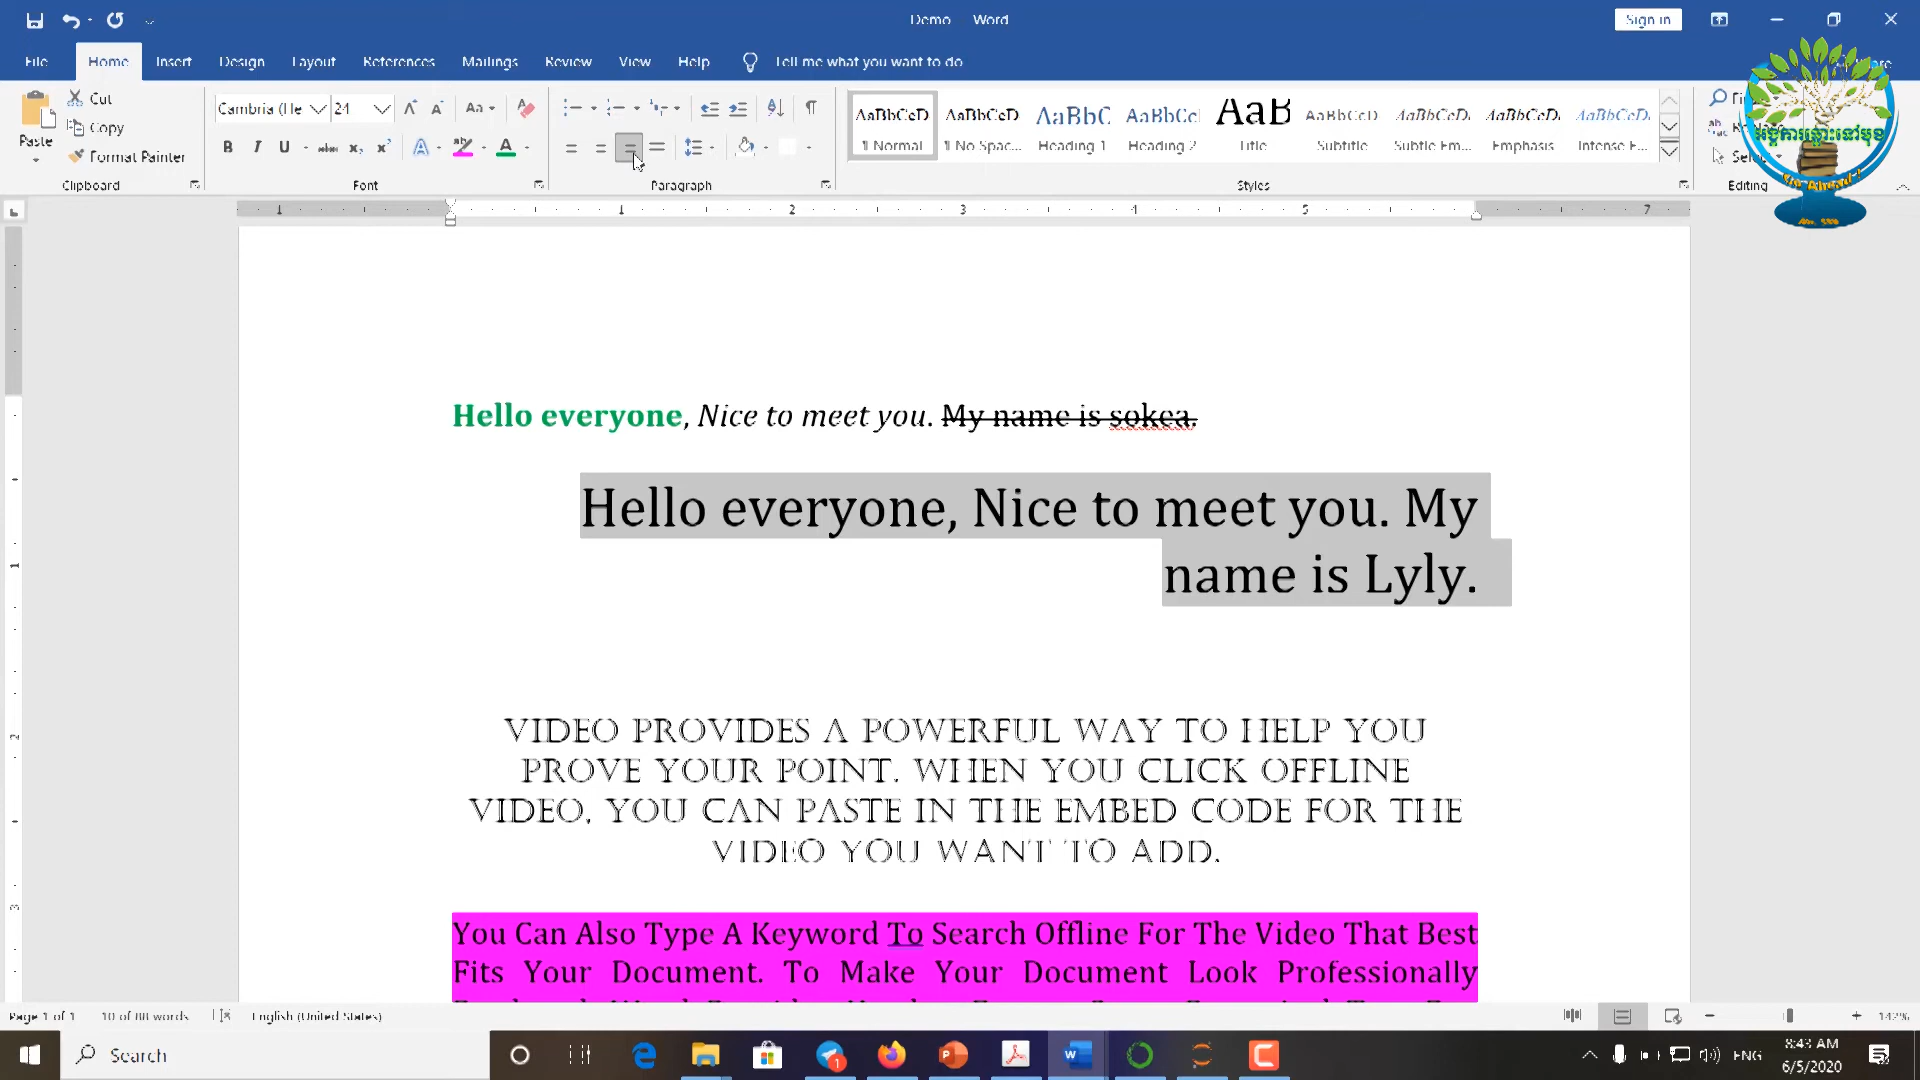 Demo Word
Sign in
File Home Insert Design Layout References Mailings Review View Help Tell me what you want to do
Paste
Cut
Copy
Format Painter
Clipboard
Cambria (He 24
Font
Paragraph
AaBbCcD AaBbCcD AaBbC AaBbCc AaB AaBbCcD AaBbCcD AaBbCcD AaBbCcD
¶ Normal ¶ No Spac... Heading 1 Heading 2 Title Subtitle Subtle Em... Emphasis Intense E...
Styles
Editing
Hello everyone, Nice to meet you. My name is sokea.
Hello everyone, Nice to meet you. My
name is Lyly.
VIDEO PROVIDES A POWERFUL WAY TO HELP YOU
PROVE YOUR POINT. WHEN YOU CLICK OFFLINE
VIDEO, YOU CAN PASTE IN THE EMBED CODE FOR THE
VIDEO YOU WANT TO ADD.
You Can Also Type A Keyword To Search Offline For The Video That Best
Fits Your Document. To Make Your Document Look Professionally
Page 1 of 1 10 of 88 words English (United States) 142%
Search
ENG
8:43 AM
6/5/2020